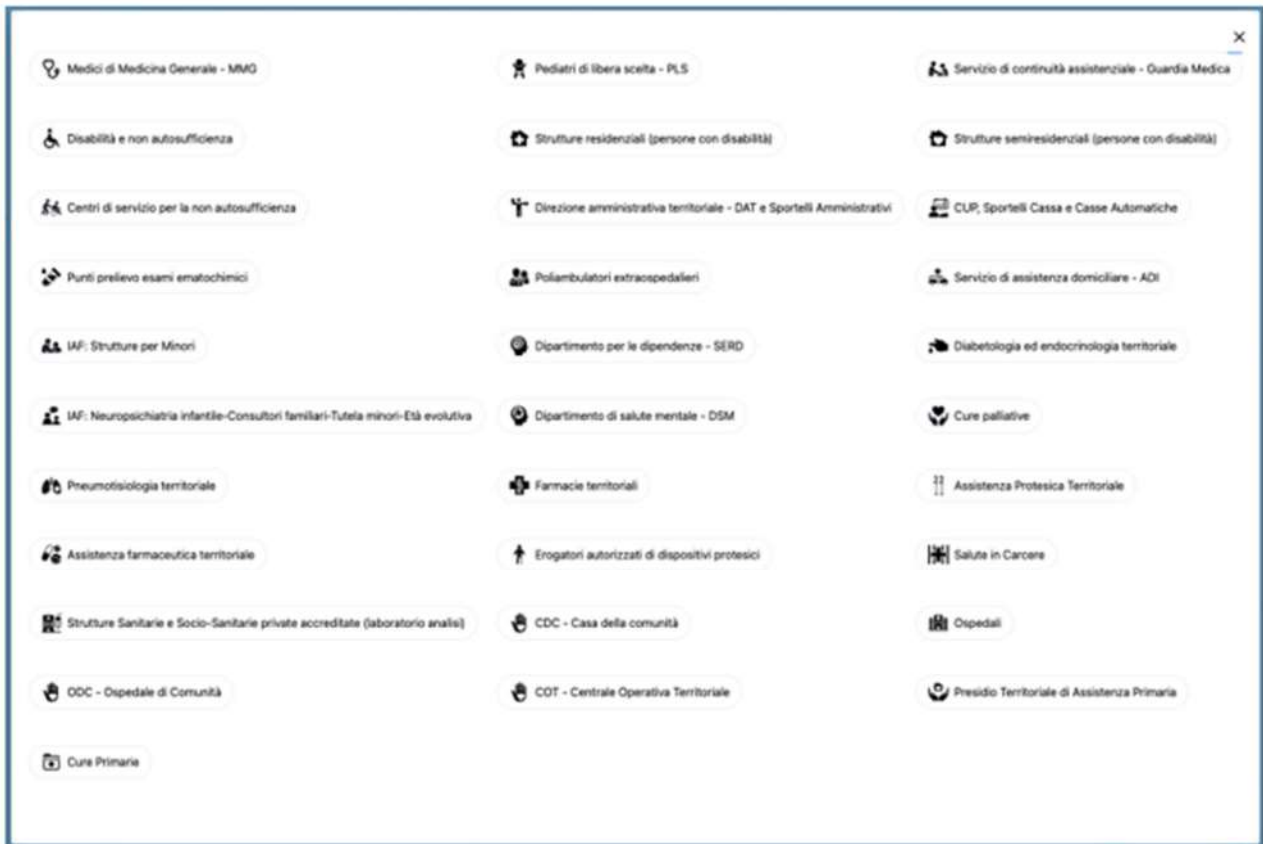 Medici di Medicina Generale - MMG
Pediatri di libera scelta - PLS
Servizio di continuità assistenziale - Guardia Medica
Disabilità e non autosufficienza
Strutture residenziali (persone con disabilità)
Strutture semiresidenziali (persone con disabilità)
Centri di servizio per la non autosufficienza
Direzione amministrativa territoriale - DAT e Sportelli Amministrativi
CUP, Sportelli Cassa e Casse Automatiche
Punti prelievo esami ematochimici
Poliambulatori extraospedalieri
Servizio di assistenza domiciliare - ADI
IAF: Strutture per Minori
Dipartimento per le dipendenze - SERD
Diabetologia ed endocrinologia territoriale
IAF: Neuropsichiatria infantile-Consultori familiari-Tutela minori-Età evolutiva
Dipartimento di salute mentale - DSM
Cure palliative
Pneumotisiologia territoriale
Farmacie territoriali
Assistenza Protesica Territoriale
Assistenza farmaceutica territoriale
Erogatori autorizzati di dispositivi protesici
Salute in Carcere
Strutture Sanitarie e Socio-Sanitarie private accreditate (laboratorio analisi)
CDC - Casa della comunità
Ospedali
ODC - Ospedale di Comunità
COT - Centrale Operativa Territoriale
Presidio Territoriale di Assistenza Primaria
Cure Primarie